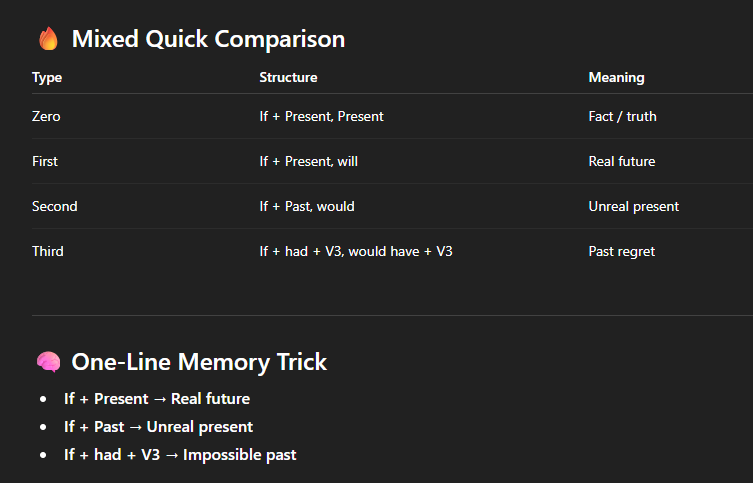 🔥 Mixed Quick Comparison
Type Structure Meaning
Zero If + Present, Present Fact / truth
First If + Present, will Real future
Second If + Past, would Unreal present
Third If + had + V3, would have + V3 Past regret
🧠 One-Line Memory Trick
• If + Present → Real future
• If + Past → Unreal present
• If + had + V3 → Impossible past